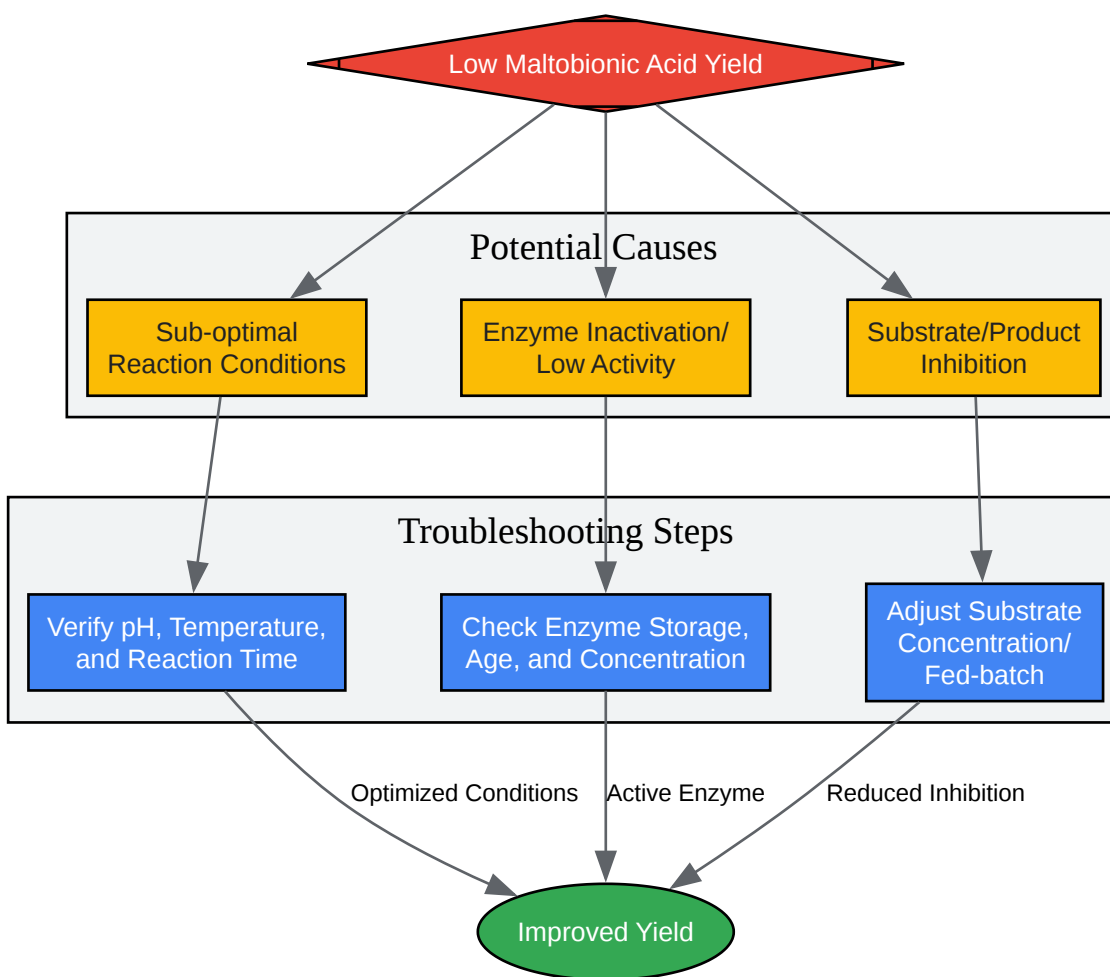 Low Maltobionic Acid Yield
Potential Causes
Sub-optimal
Reaction Conditions
Enzyme Inactivation/
Low Activity
Substrate/Product
Inhibition
Troubleshooting Steps
Verify pH, Temperature,
and Reaction Time
Check Enzyme Storage,
Age, and Concentration
Adjust Substrate
Concentration/
Fed-batch
Optimized Conditions
Active Enzyme
Reduced Inhibition
Improved Yield